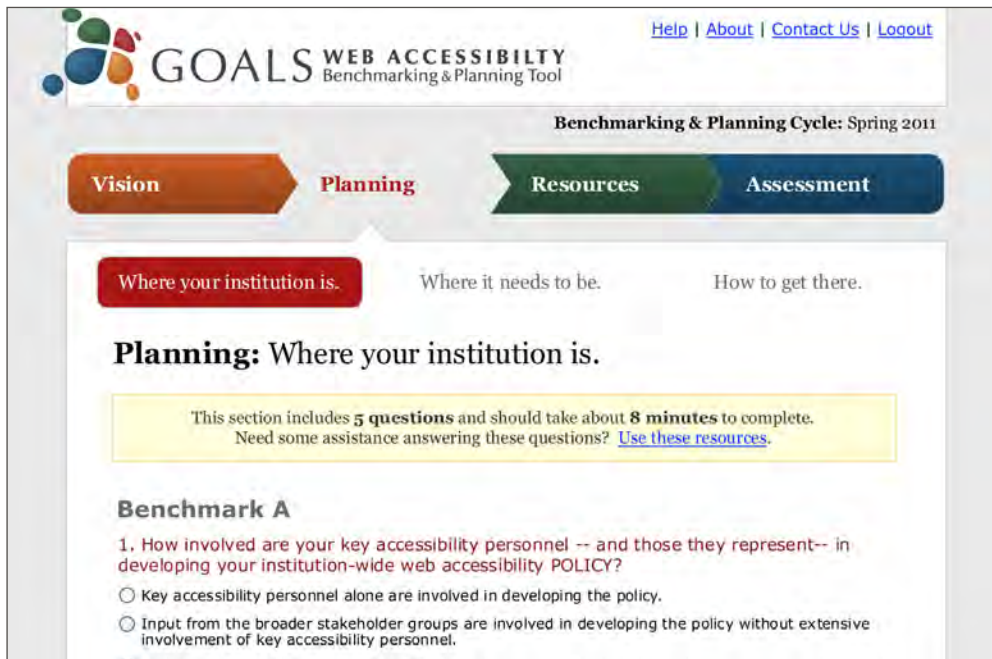 Help | About | Contact Us | Logout
GOALS WEB ACCESSIBILTY
Benchmarking & Planning Tool
Benchmarking & Planning Cycle: Spring 2011
Vision Planning Resources Assessment
Where your institution is. Where it needs to be. How to get there.
Planning: Where your institution is.
This section includes 5 questions and should take about 8 minutes to complete.
Need some assistance answering these questions? Use these resources.
Benchmark A
1. How involved are your key accessibility personnel -- and those they represent-- in
developing your institution-wide web accessibility POLICY?
Key accessibility personnel alone are involved in developing the policy.
Input from the broader stakeholder groups are involved in developing the policy without extensive
involvement of key accessibility personnel.